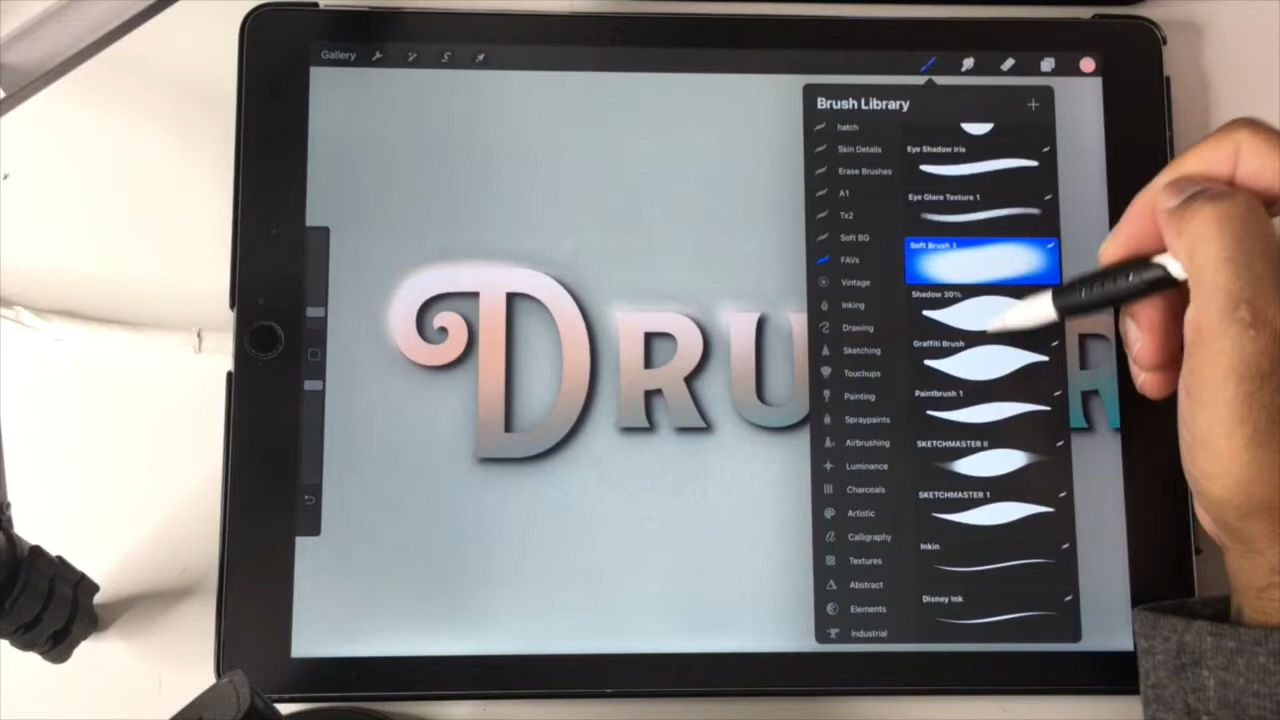 Gallery
Brush Library
hatch
Skin Details
Erase Brushes
A1
Tx2
Soft BG
FAVs
Vintage
Inking
Drawing
Sketching
Touchups
Painting
Spraypaints
Airbrushing
Luminance
Charcoals
Artistic
Calligraphy
Textures
Abstract
Elements
Industrial
Eye Shadow Iris
Eye Glare Texture 1
Soft Brush 1
Shadow 30%
Graffiti Brush
Paintbrush 1
SKETCHMASTER II
SKETCHMASTER 1
Inkin
Disney Ink
DRU